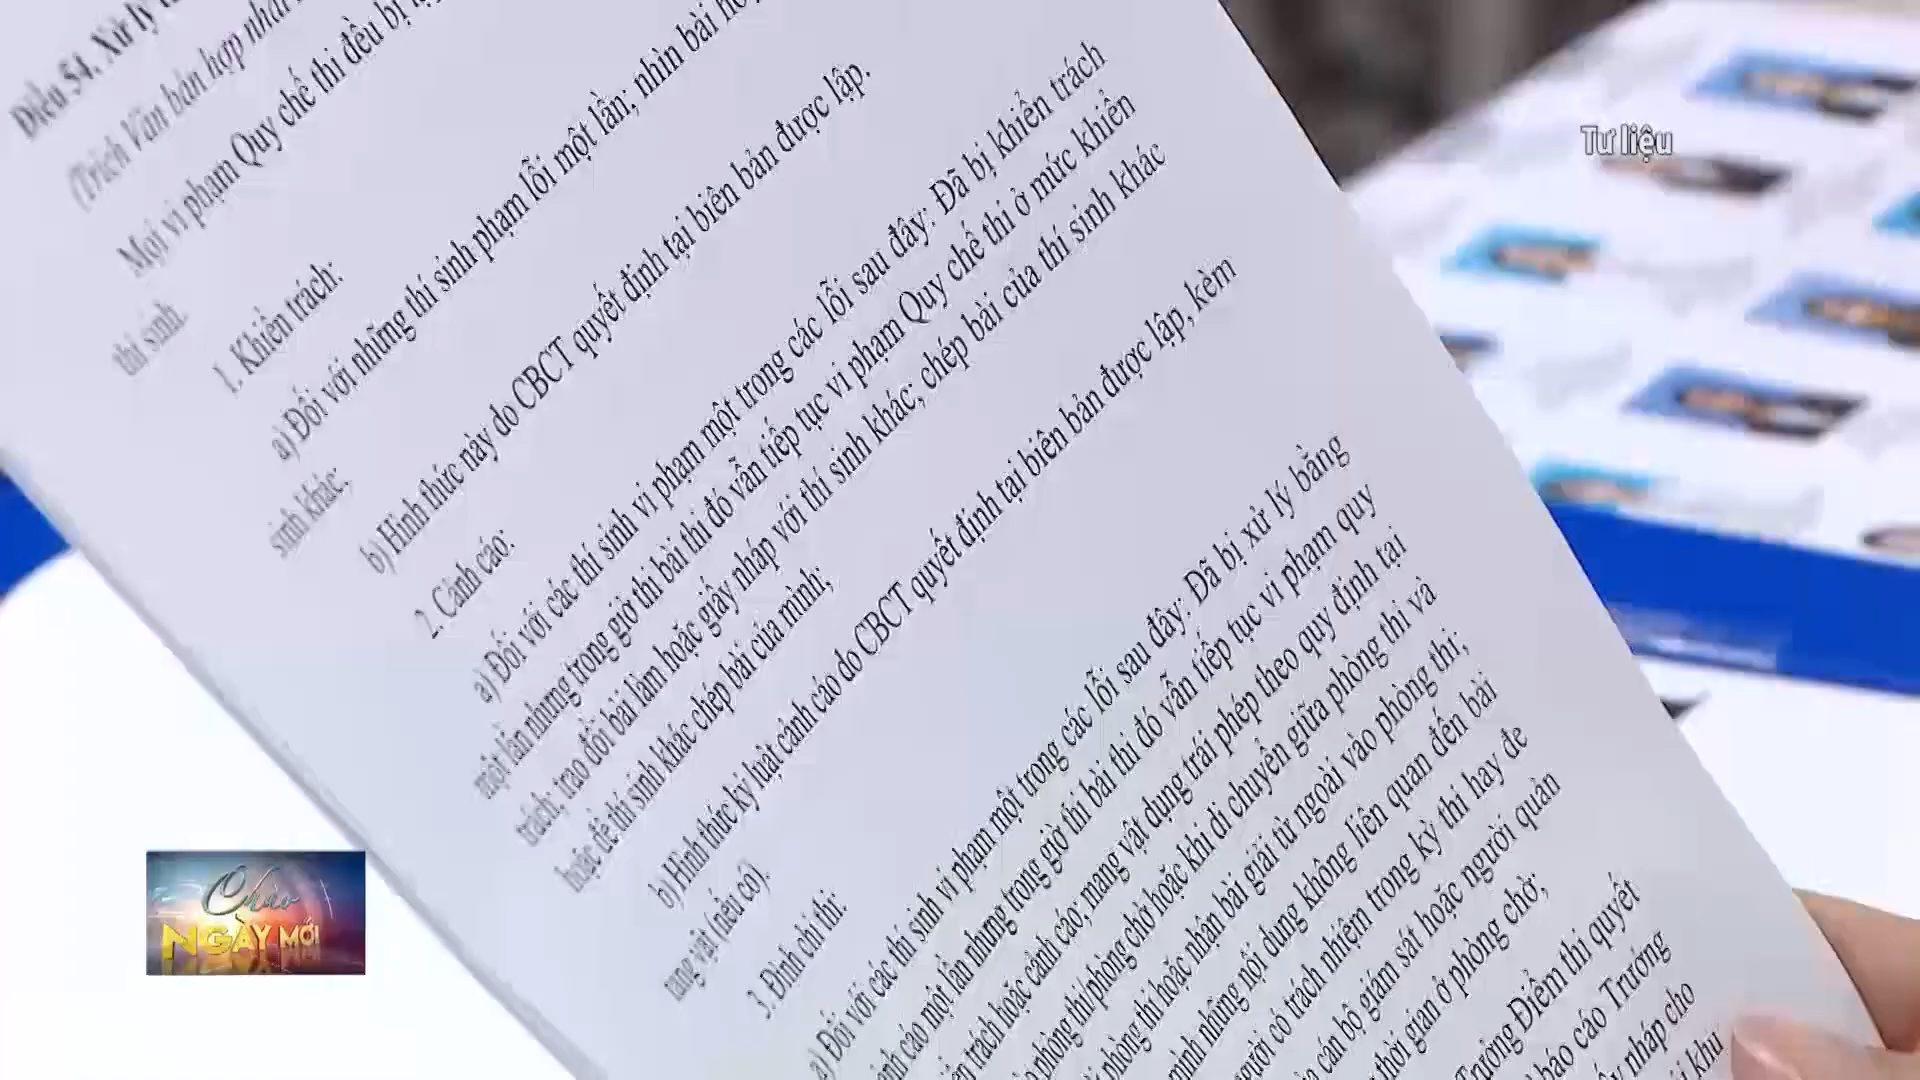 Điều 54. Xử lý
(Trích Văn bản hợp nhất
Mọi vi phạm Quy chế thi đều bị
thí sinh.
1. Khiển trách:
a) Đối với những thí sinh phạm lỗi một lần; nhìn bài
sinh khác;
b) Hình thức này do CBCT quyết định tại biên bản được lập.
2. Cảnh cáo:
a) Đối với các thí sinh vi phạm một trong các lỗi sau đây: Đã bị khiển trách
một lần nhưng trong giờ thi bài thi đó vẫn tiếp tục vi phạm Quy chế thi ở mức khiển
trách; trao đổi bài làm hoặc giấy nháp với thí sinh khác; chép bài của thí sinh khác
hoặc để thí sinh khác chép bài của mình;
b) Hình thức kỷ luật cảnh cáo do CBCT quyết định tại biên bản được lập, kèm
tang vật (nếu có).
3. Đình chỉ thi:
a) Đối với các thí sinh vi phạm một trong các lỗi sau đây: Đã bị xử lý bằng
cảnh cáo một lần nhưng trong giờ thi bài thi đó vẫn tiếp tục vi phạm quy
trách hoặc cảnh cáo; mang vật dụng trái phép theo quy định tại
phòng thi/phòng chờ hoặc khi di chuyển giữa phòng thi và
phòng thi hoặc nhận bài giải từ ngoài vào phòng thi;
mình những nội dung không liên quan đến bài
người có trách nhiệm trong kỳ thi hay đe
cán bộ giám sát hoặc người quản
thời gian ở phòng chờ;
Trưởng Điểm thi quyết
báo cáo Trưởng
nháp cho
khu
Tư liệu
Chào
NGÀY MỚI